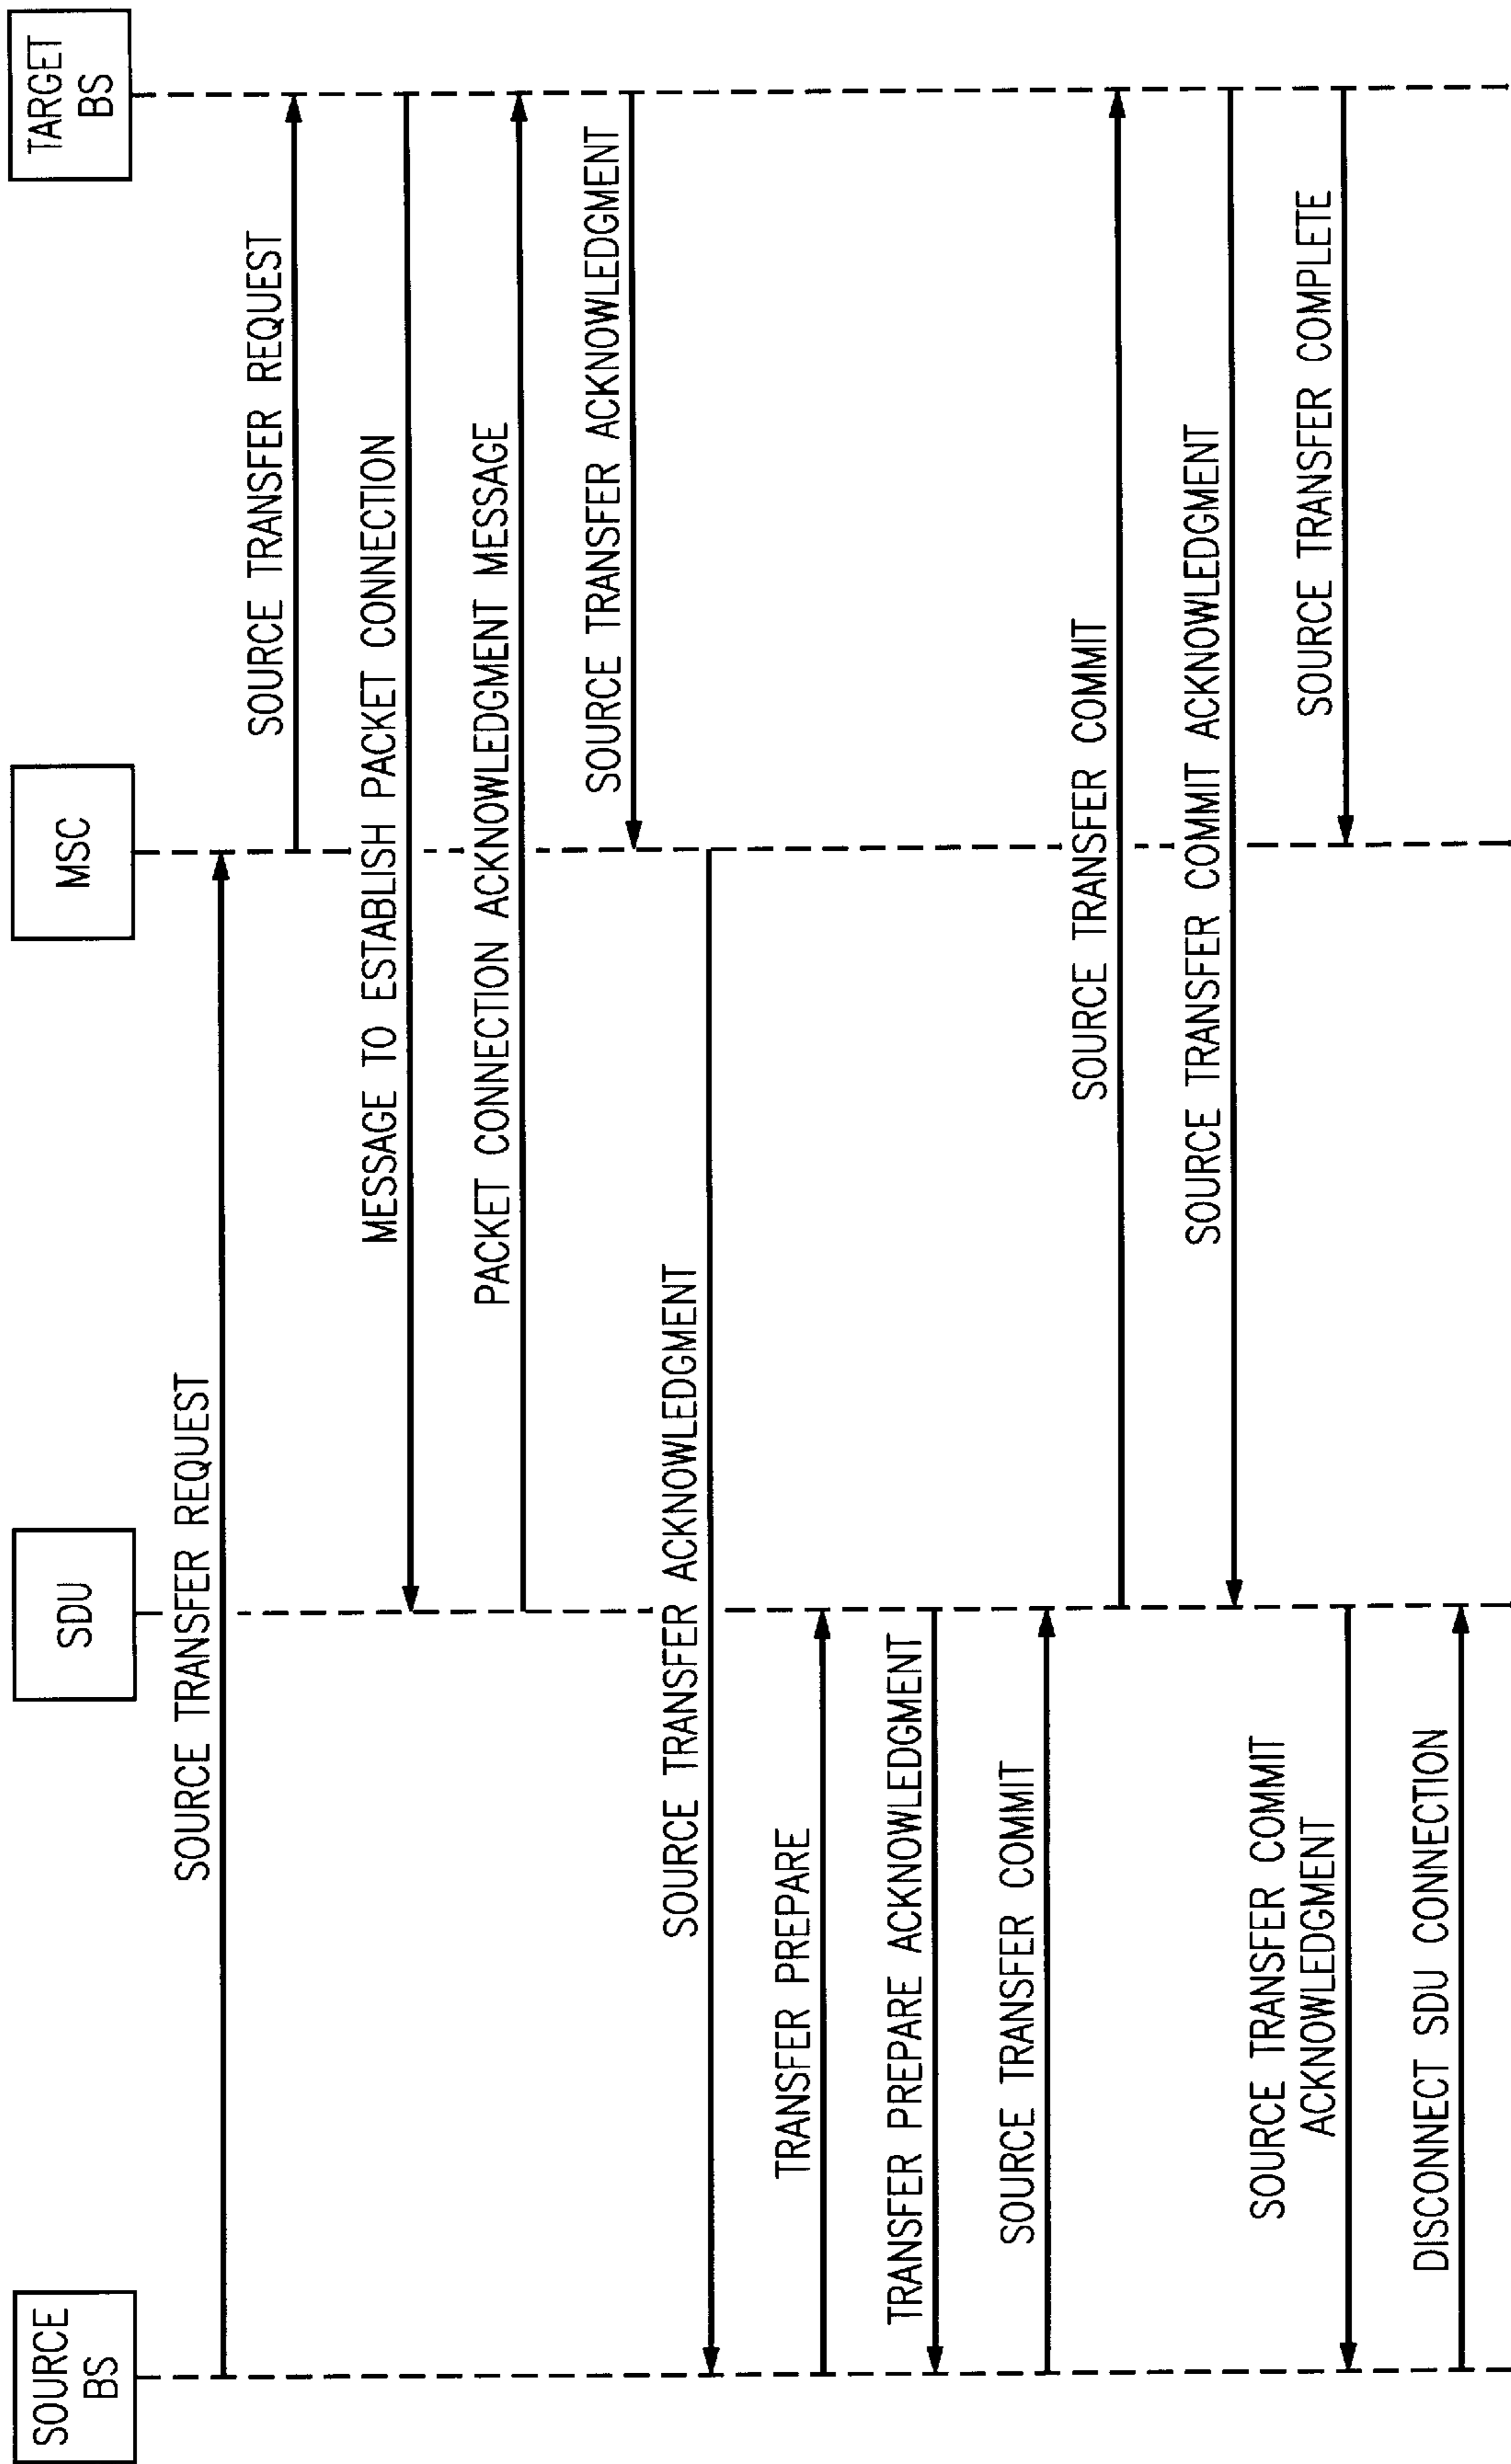 SOURCE
BS
SDU
MSC
TARGET
BS
SOURCE TRANSFER REQUEST
SOURCE TRANSFER REQUEST
MESSAGE TO ESTABLISH PACKET CONNECTION
PACKET CONNECTION ACKNOWLEDGMENT MESSAGE
SOURCE TRANSFER ACKNOWLEDGMENT
SOURCE TRANSFER ACKNOWLEDGMENT
TRANSFER PREPARE
TRANSFER PREPARE ACKNOWLEDGMENT
SOURCE TRANSFER COMMIT
SOURCE TRANSFER COMMIT
SOURCE TRANSFER COMMIT ACKNOWLEDGMENT
SOURCE TRANSFER COMMIT
ACKNOWLEDGMENT
SOURCE TRANSFER COMPLETE
DISCONNECT SDU CONNECTION